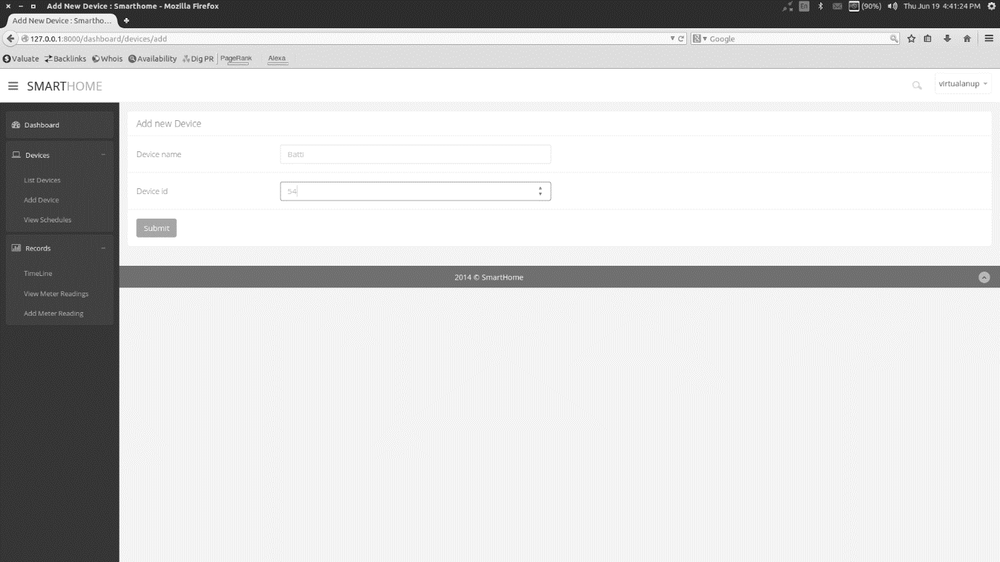 Add New Device : Smarthome - Mozilla Firefox
En
(90%)
Thu Jun 19 4:41:24 PM
Add New Device : Smartho...
127.0.0.1:8000/dashboard/devices/add
Google
Valuate
Backlinks
Whois
Availability
Dig PR
PageRank
Alexa
SMARTHOME
virtualanup
Dashboard
Devices
List Devices
Add Device
View Schedules
Records
TimeLine
View Meter Readings
Add Meter Reading
Add new Device
Device name
Batti
Device id
54
Submit
2014 © SmartHome